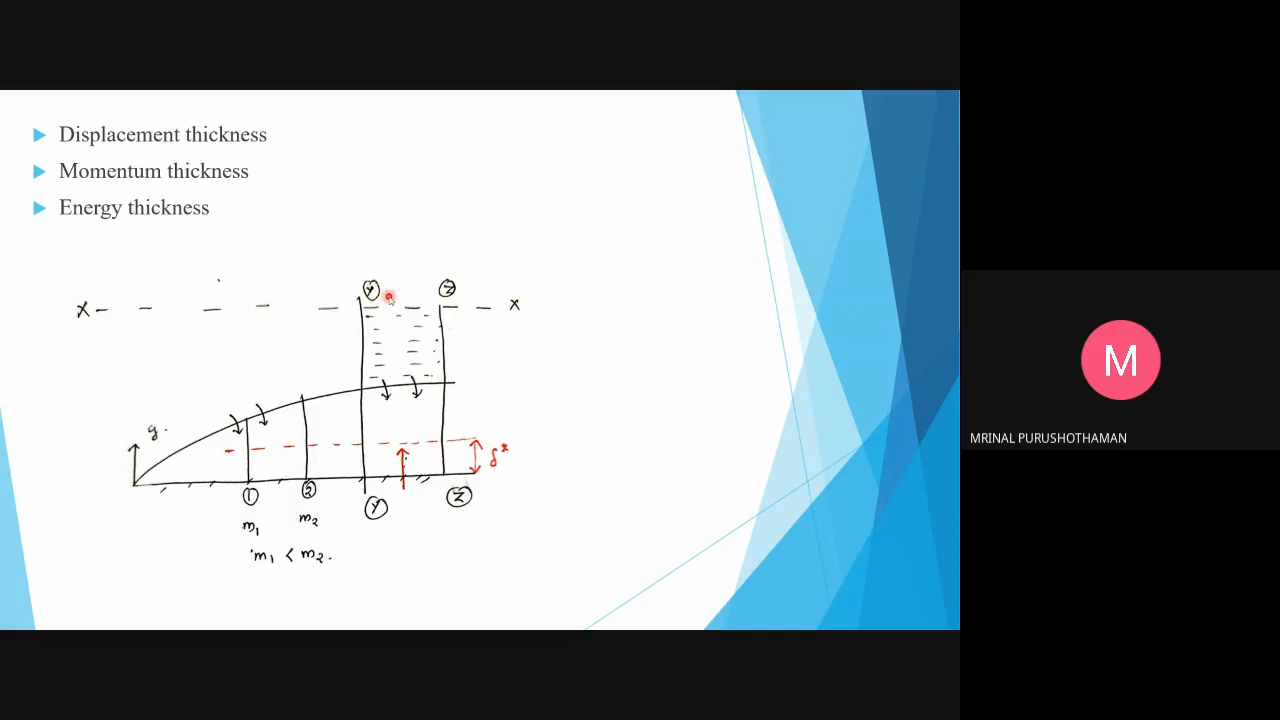 Displacement thickness
Momentum thickness
Energy thickness
Y Z
x x
y.
δ*
1 2 Y Z
m₁ m₂
m₁ < m₂.
M
MRINAL PURUSHOTHAMAN